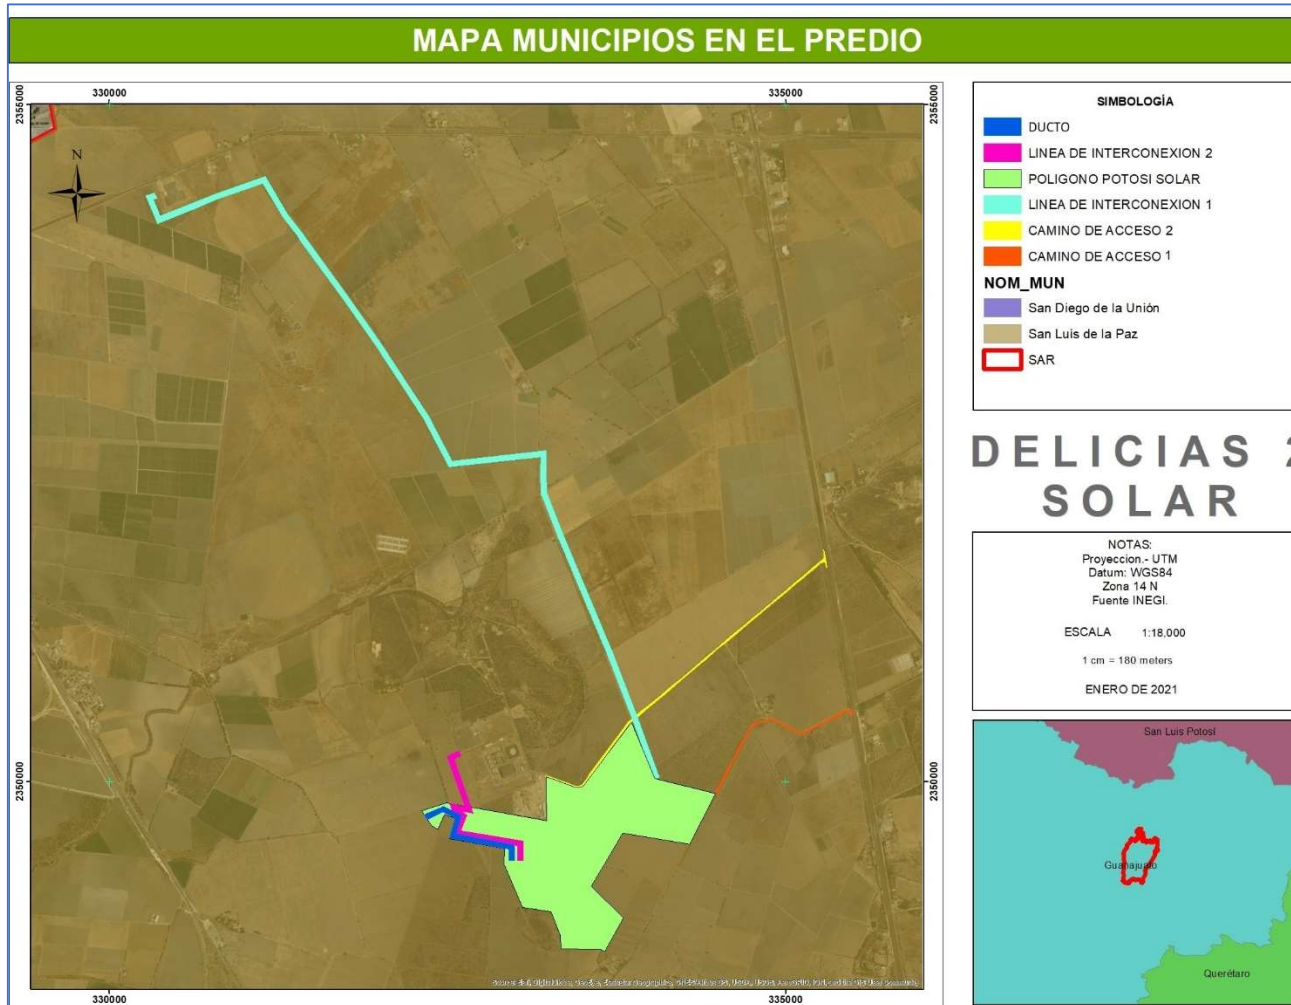 MAPA MUNICIPIOS EN EL PREDIO
330000
335000
2355000
2355000
N
2350000
2350000
330000
335000
SIMBOLOGÍA
DUCTO
LINEA DE INTERCONEXION 2
POLIGONO POTOSI SOLAR
LINEA DE INTERCONEXION 1
CAMINO DE ACCESO 2
CAMINO DE ACCESO 1
NOM_MUN
San Diego de la Unión
San Luis de la Paz
SAR
DELICIAS 2
SOLAR
NOTAS:
Proyeccion.- UTM
Datum: WGS84
Zona 14 N
Fuente INEGI.
ESCALA 1:18,000
1 cm = 180 meters
ENERO DE 2021
San Luis Potosí
Guanajuato
Querétaro